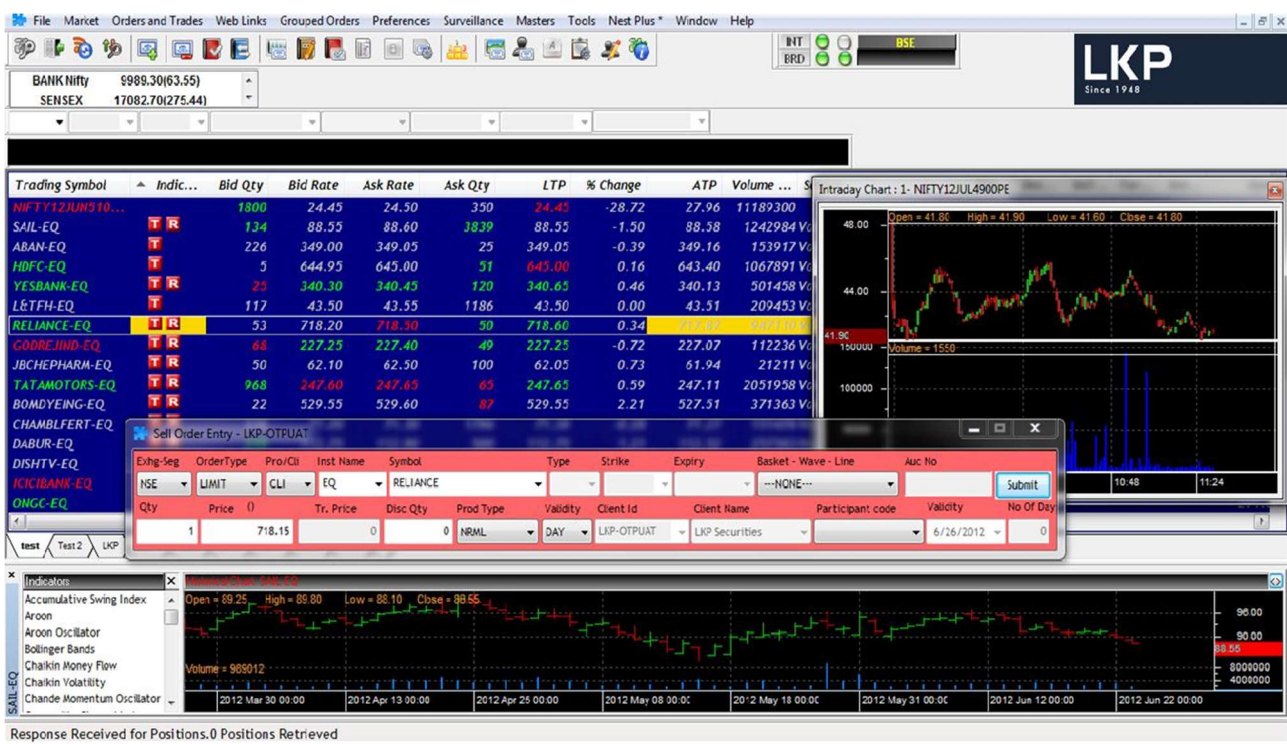 File Market Orders and Trades Web Links Grouped Orders Preferences Surveillance Masters Tools Nest Plus * Window Help
INT BSE
BRD
LKP
Since 1948
BANK Nifty 9989.30(63.55)
SENSEX 17082.70(275.44)
Trading Symbol Indic... Bid Qty Bid Rate Ask Rate Ask Qty LTP % Change ATP Volume ...
NIFTY12JUN510... 1800 24.45 24.50 350 24.45 -28.72 27.96 11189300
SAIL-EQ T R 134 88.55 88.60 3839 88.55 -1.50 88.58 1242984
ABAN-EQ T 226 349.00 349.05 25 349.05 -0.39 349.16 153917
HDFC-EQ T 5 644.95 645.00 51 645.00 0.16 643.40 1067891
YESBANK-EQ T R 25 340.30 340.45 120 340.65 0.46 340.13 501458
L&TFH-EQ T 117 43.50 43.55 1186 43.50 0.00 43.51 209453
RELIANCE-EQ T R 53 718.20 718.50 50 718.60 0.34
GODREJIND-EQ T R 68 227.25 227.40 49 227.25 -0.72 227.07 112236
JBCHEPHARM-EQ T R 50 62.10 62.50 100 62.05 0.73 61.94 21211
TATAMOTORS-EQ T R 968 247.60 247.65 65 247.65 0.59 247.11 2051958
BOMDYEING-EQ T R 22 529.55 529.60 87 529.55 2.21 527.51 371363
CHAMBLFERT-EQ
DABUR-EQ
DISHTV-EQ
ICICIBANK-EQ
ONGC-EQ
Intraday Chart : 1- NIFTY12JUL4900PE
Open = 41.80 High = 41.90 Low = 41.60 Close = 41.80
48.00
44.00
41.90
150000 Volume = 1550
100000
10:48 11:24
Sell Order Entry - LKP-OTPUAT
Exhg-Seg OrderType Pro/Cli Inst Name Symbol Type Strike Expiry Basket - Wave - Line Auc No
NSE LIMIT CLI EQ RELIANCE ---NONE--- Submit
Qty Price () Tr. Price Disc Qty Prod Type Validity Client Id Client Name Participant code Validity No Of Day
1 718.15 0 0 NRML DAY LKP-OTPUAT LKP Securities 6/26/2012 0
test Test 2 LKP
Indicators
Accumulative Swing Index
Aroon
Aroon Oscillator
Bollinger Bands
Chaikin Money Flow
Chaikin Volatility
Chande Momentum Oscillator
SAIL-EQ
Open = 89.25 High = 89.80 Low = 88.10 Close = 88.55
96.00
90.00
88.55
Volume = 969012
8000000
4000000
2012 Mar 30 00:00 2012 Apr 13 00:00 2012 Apr 25 00:00 2012 May 08 00:00 2012 May 18 00:00 2012 May 31 00:00 2012 Jun 12 00:00 2012 Jun 22 00:00
Response Received for Positions.0 Positions Retrieved